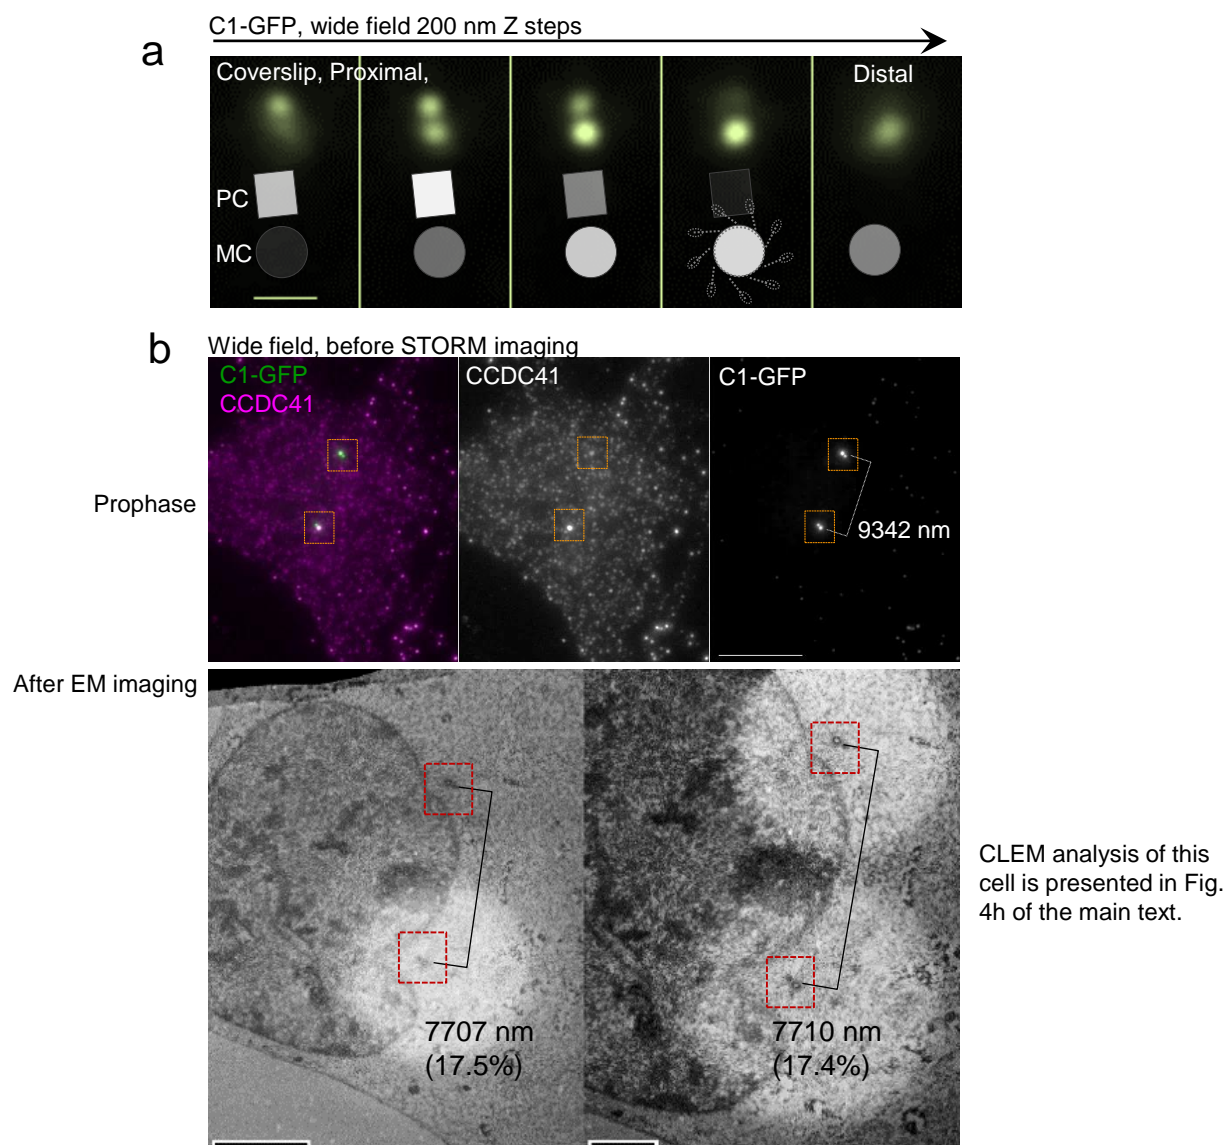 a
C1-GFP, wide field 200 nm Z steps
Coverslip, Proximal,
Distal
PC
MC
b
Wide field, before STORM imaging
C1-GFP
CCDC41
CCDC41
C1-GFP
Prophase
9342 nm
After EM imaging
7707 nm
(17.5%)
7710 nm
(17.4%)
CLEM analysis of this
cell is presented in Fig.
4h of the main text.